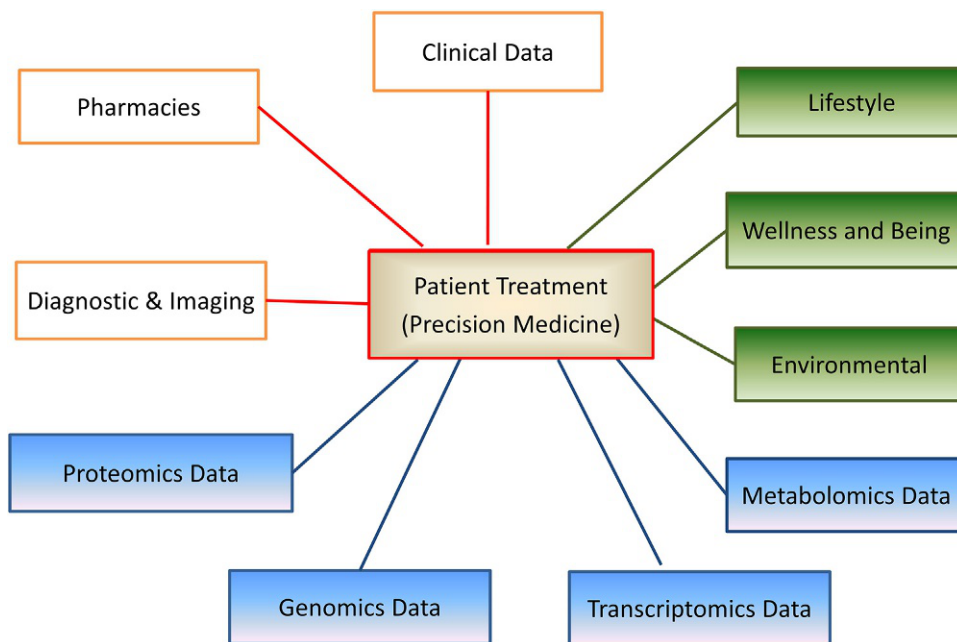 Clinical Data
Pharmacies
Lifestyle
Wellness and Being
Diagnostic & Imaging
Patient Treatment
(Precision Medicine)
Environmental
Proteomics Data
Metabolomics Data
Genomics Data
Transcriptomics Data